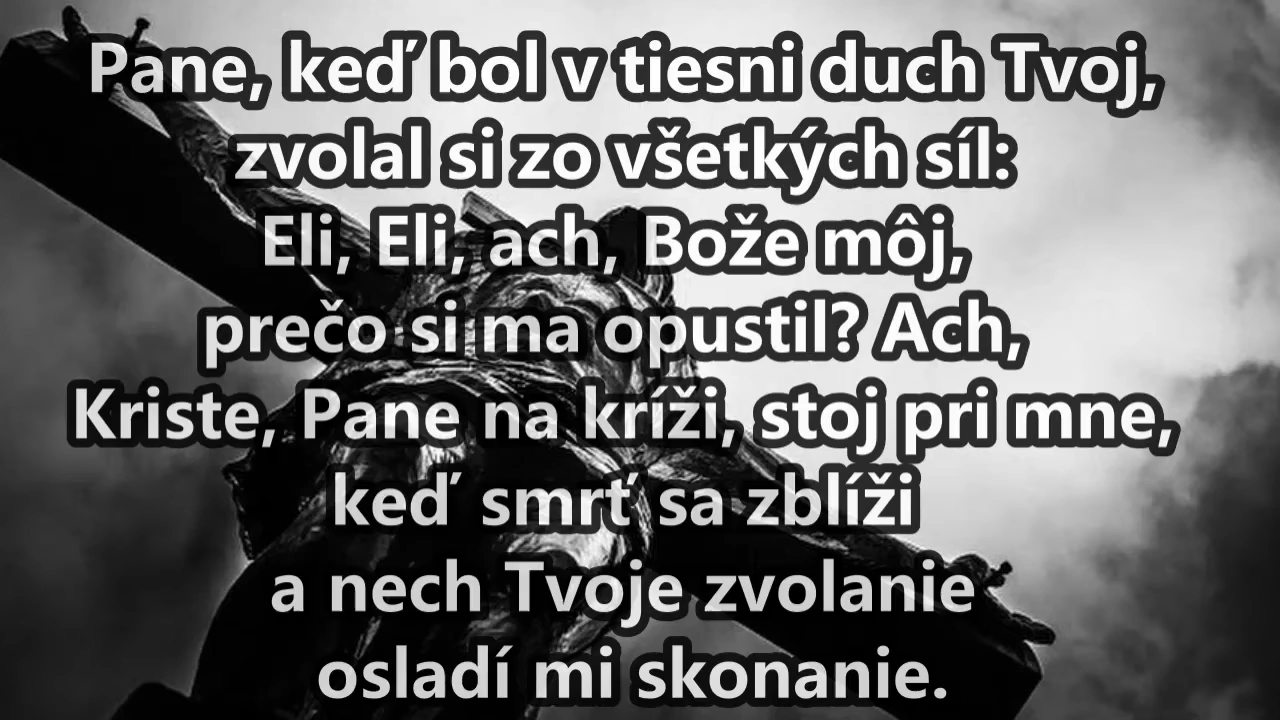 Pane, keď bol v tiesni duch Tvoj,
zvolal si zo všetkých síl:
Eli, Eli, ach, Bože môj,
prečo si ma opustil? Ach,
Kriste, Pane na kríži, stoj pri mne,
keď smrť sa zblíži
a nech Tvoje zvolanie
osladí mi skonanie.